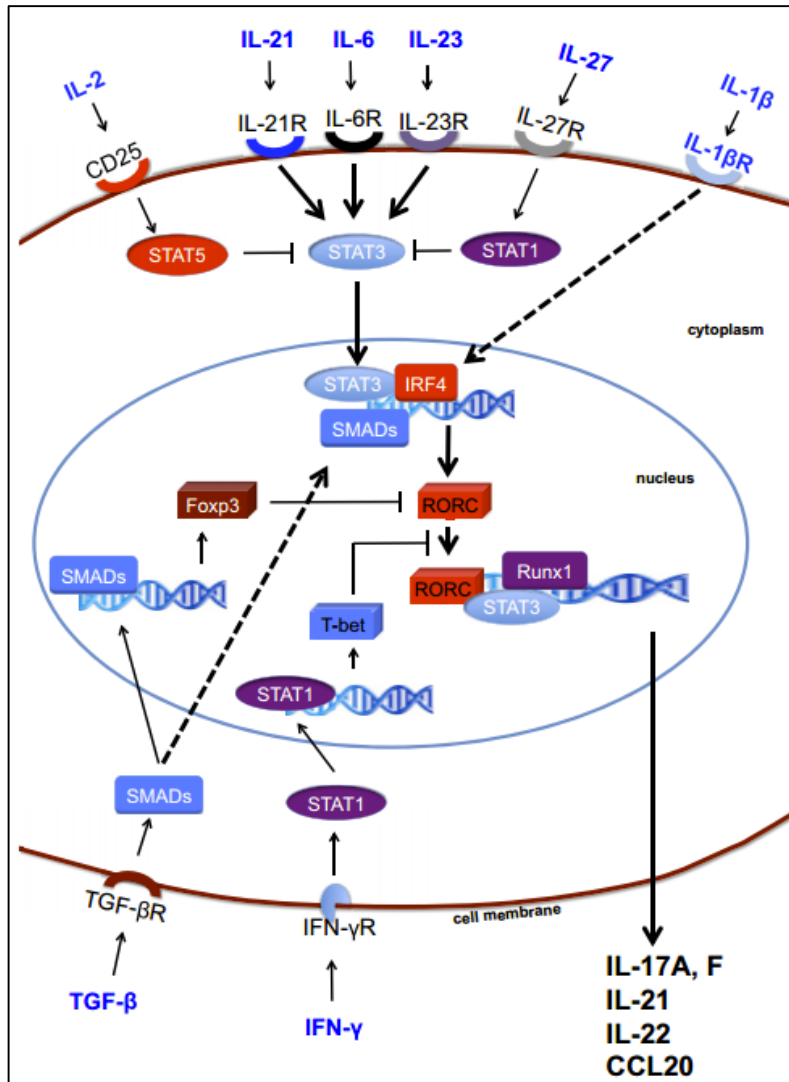 IL-21
IL-6
IL-23
IL-2
IL-27
IL-1β
IL-21R
IL-6R
IL-23R
IL-27R
IL-1βR
CD25
STAT5
STAT3
STAT1
cytoplasm
STAT3
IRF4
SMADs
nucleus
Foxp3
RORC
SMADs
RORC
Runx1
STAT3
T-bet
STAT1
SMADs
STAT1
TGF-βR
IFN-γR
cell membrane
TGF-β
IFN-γ
IL-17A, F
IL-21
IL-22
CCL20